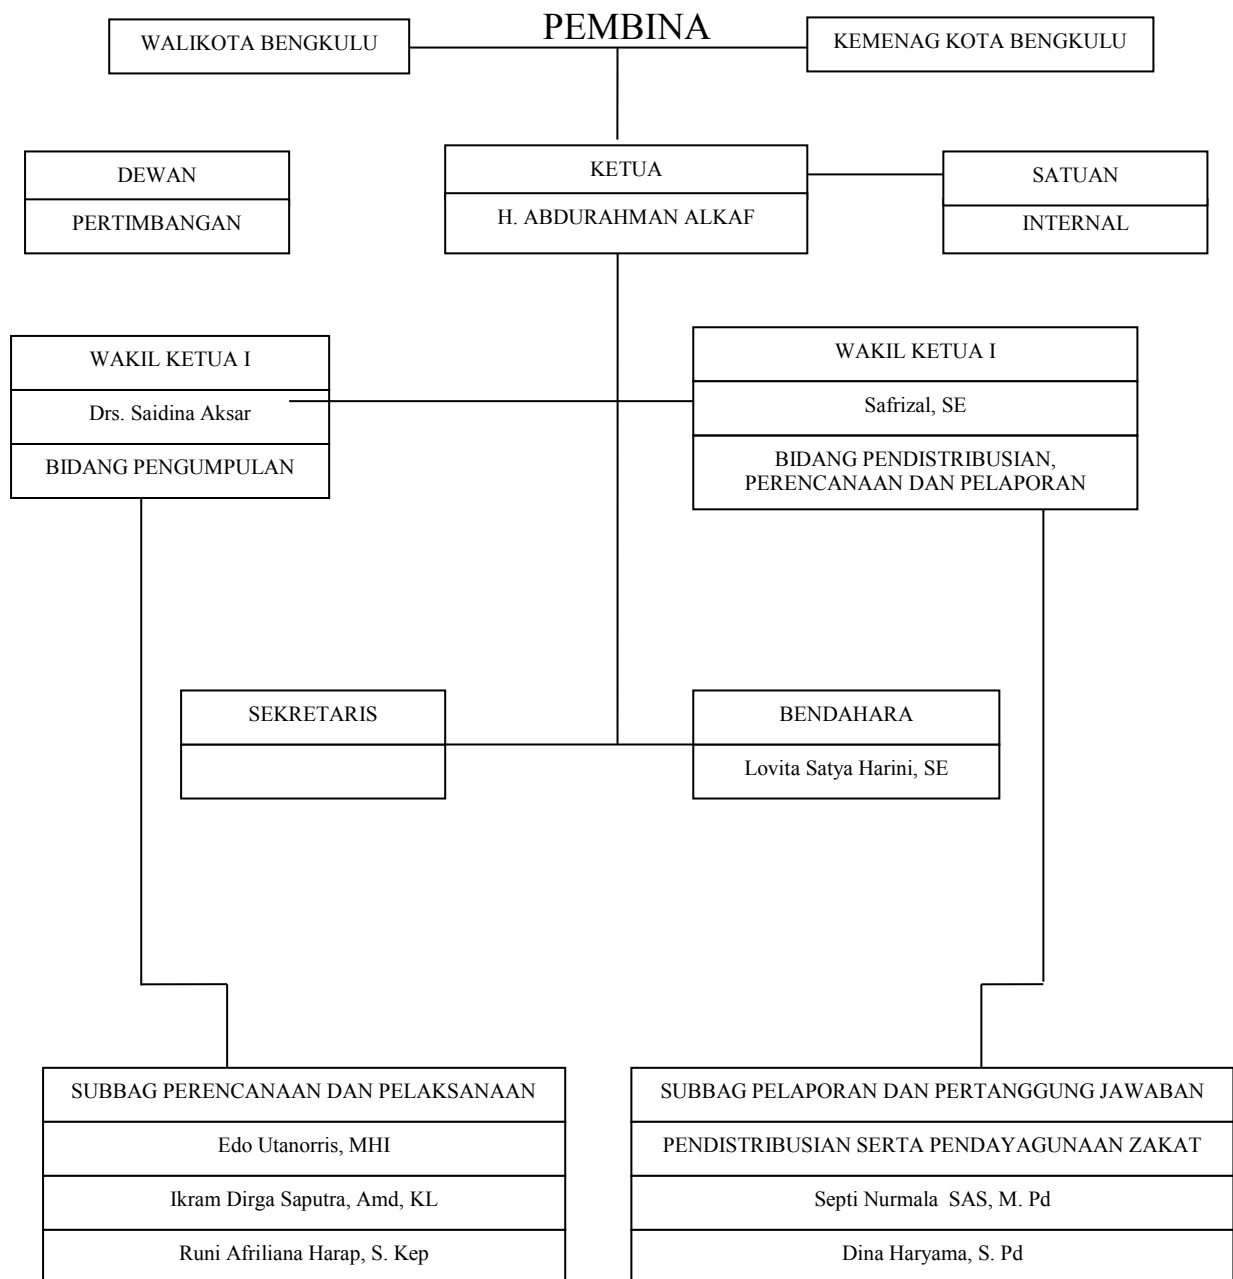 PEMBINA
WALIKOTA BENGKULU
KEMENAG KOTA BENGKULU
DEWAN
PERTIMBANGAN
KETUA
H. ABDURAHMAN ALKAF
SATUAN
INTERNAL
WAKIL KETUA I
Drs. Saidina Aksar
BIDANG PENGUMPULAN
WAKIL KETUA I
Safrizal, SE
BIDANG PENDISTRIBUSIAN,
PERENCANAAN DAN PELAPORAN
SEKRETARIS
BENDAHARA
Lovita Satya Harini, SE
SUBBAG PERENCANAAN DAN PELAKSANAAN
Edo Utanorris, MHI
Ikram Dirga Saputra, Amd, KL
Runi Afriliana Harap, S. Kep
SUBBAG PELAPORAN DAN PERTANGGUNG JAWABAN
PENDISTRIBUSIAN SERTA PENDAYAGUNAAN ZAKAT
Septi Nurmala SAS, M. Pd
Dina Haryama, S. Pd